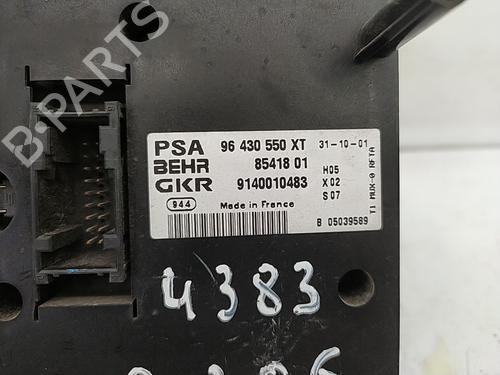 PSA 96 430 550 XT 31-10-01
BEHR 85418 01 H05
GKR 9140010483 X02
S07
944 Made in France
B 05039589
TI MUX-0 RFTA
4383
B-PARTS